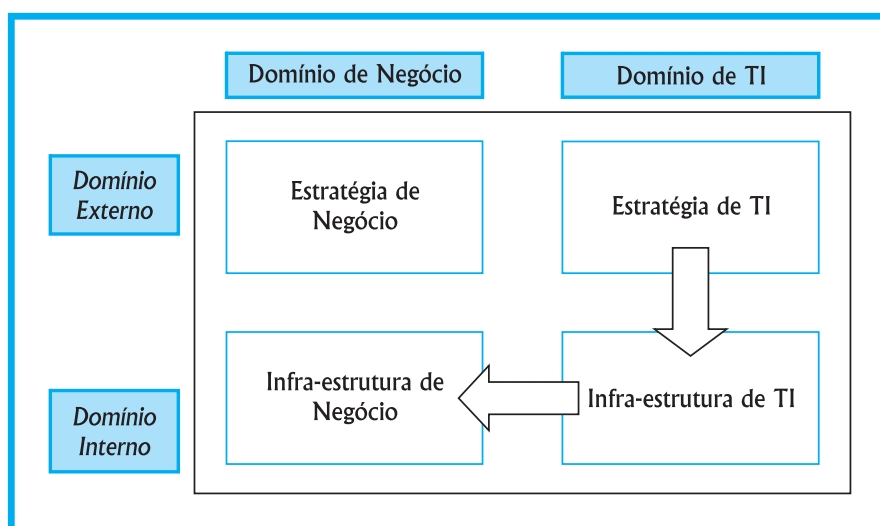 Domínio de Negócio
Domínio de TI
Domínio
Externo
Estratégia de
Negócio
Estratégia de TI
Domínio
Interno
Infra-estrutura de
Negócio
Infra-estrutura de TI